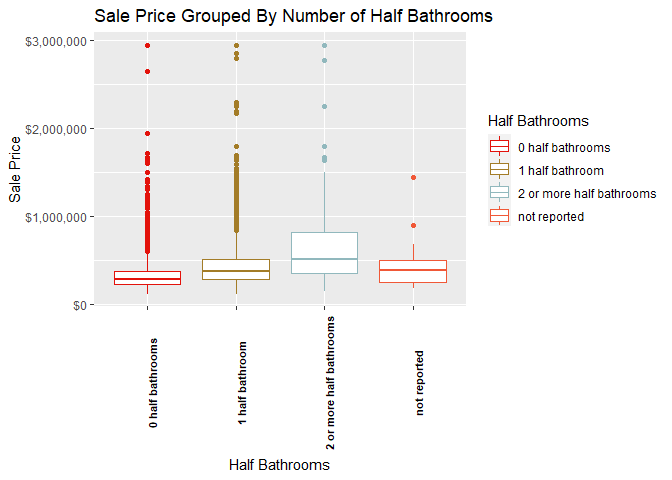 Sale Price Grouped By Number of Half Bathrooms
$3,000,000
$2,000,000
$1,000,000
$0
Sale Price
0 half bathrooms
1 half bathroom
2 or more half bathrooms
not reported
Half Bathrooms
Half Bathrooms
0 half bathrooms
1 half bathroom
2 or more half bathrooms
not reported